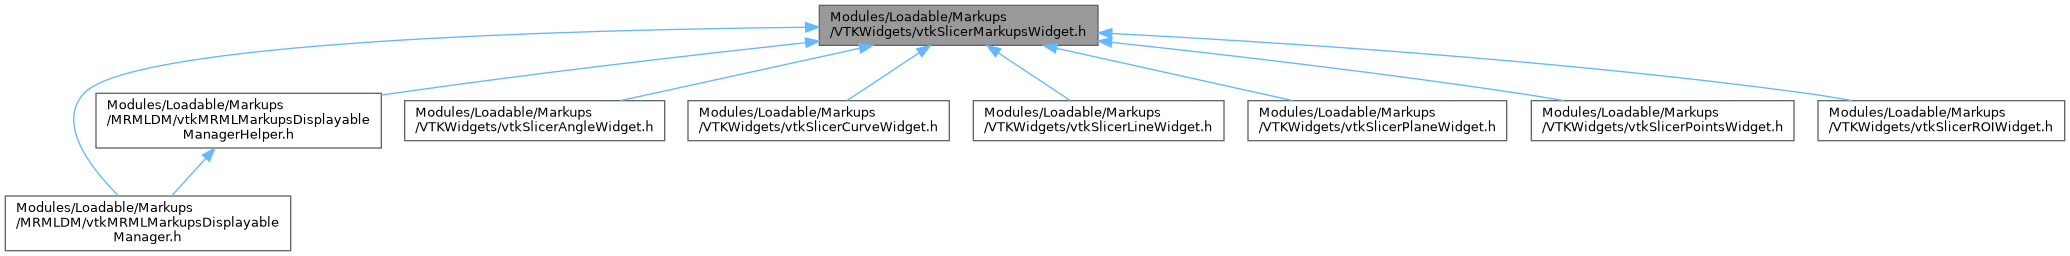 Modules/Loadable/Markups
/VTKWidgets/vtkSlicerMarkupsWidget.h
Modules/Loadable/Markups
/MRMLDM/vtkMRMLMarkupsDisplayable
ManagerHelper.h
Modules/Loadable/Markups
/VTKWidgets/vtkSlicerAngleWidget.h
Modules/Loadable/Markups
/VTKWidgets/vtkSlicerCurveWidget.h
Modules/Loadable/Markups
/VTKWidgets/vtkSlicerLineWidget.h
Modules/Loadable/Markups
/VTKWidgets/vtkSlicerPlaneWidget.h
Modules/Loadable/Markups
/VTKWidgets/vtkSlicerPointsWidget.h
Modules/Loadable/Markups
/VTKWidgets/vtkSlicerROIWidget.h
Modules/Loadable/Markups
/MRMLDM/vtkMRMLMarkupsDisplayable
Manager.h